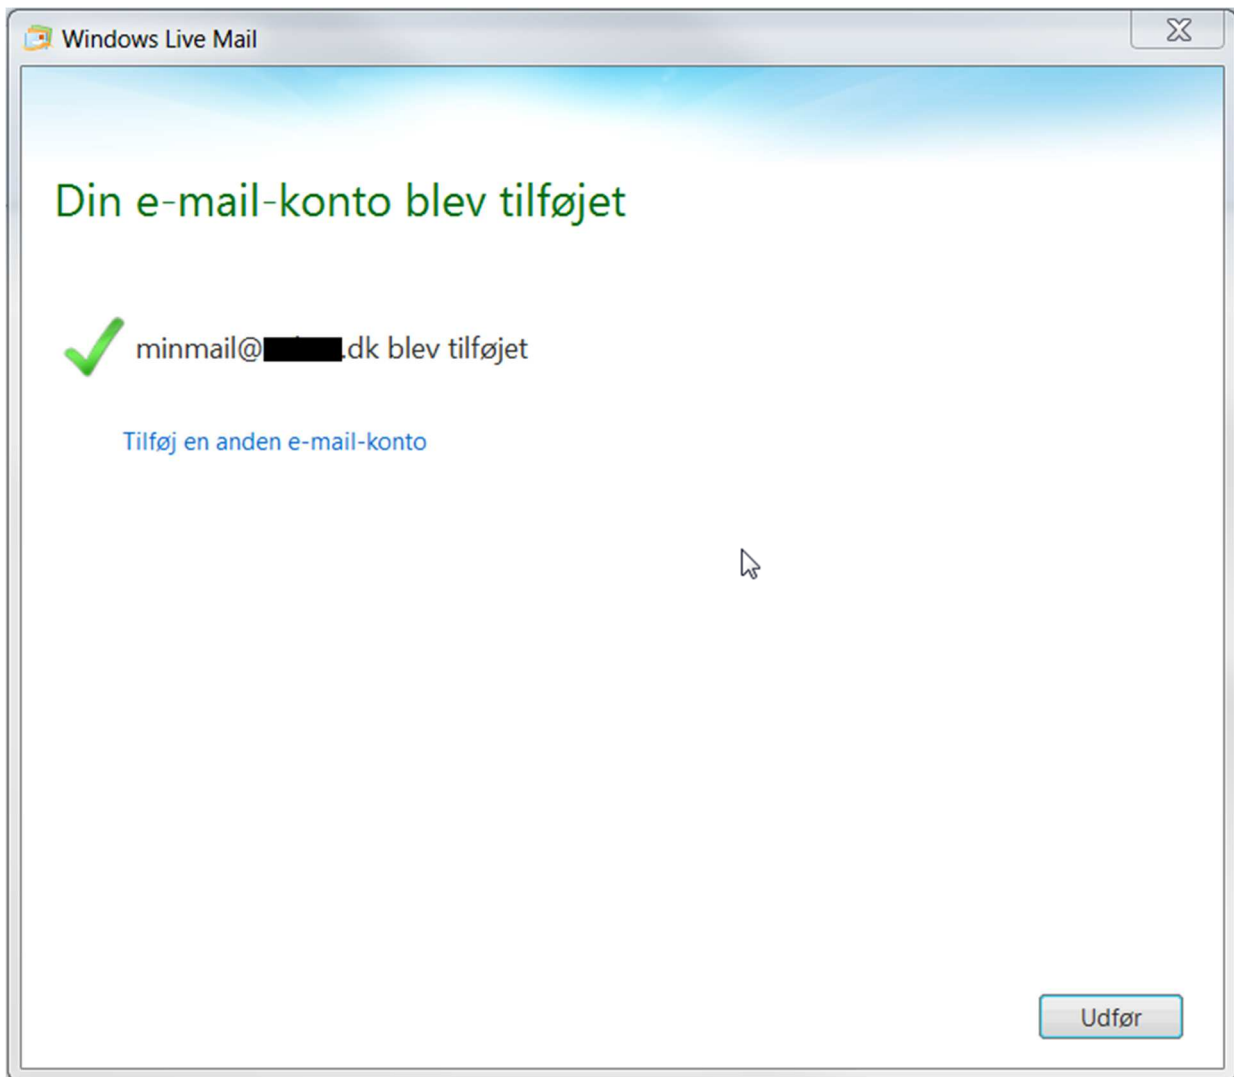 Windows Live Mail
Din e-mail-konto blev tilføjet
minmail@ .dk blev tilføjet
Tilføj en anden e-mail-konto
Udfør